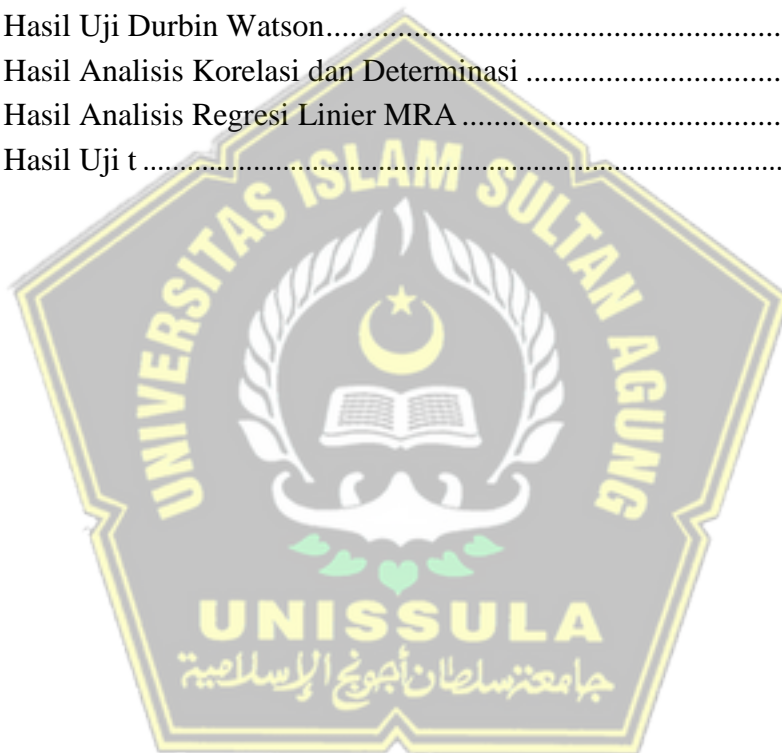 Hasil Uji Durbin Watson.......................................................
Hasil Analisis Korelasi dan Determinasi ...............................
Hasil Analisis Regresi Linier MRA .......................................
Hasil Uji t ..............................................................................
UNIVERSITAS ISLAM SULTAN AGUNG
UNISSULA
جامعة سلطان أجونج الإسلامية